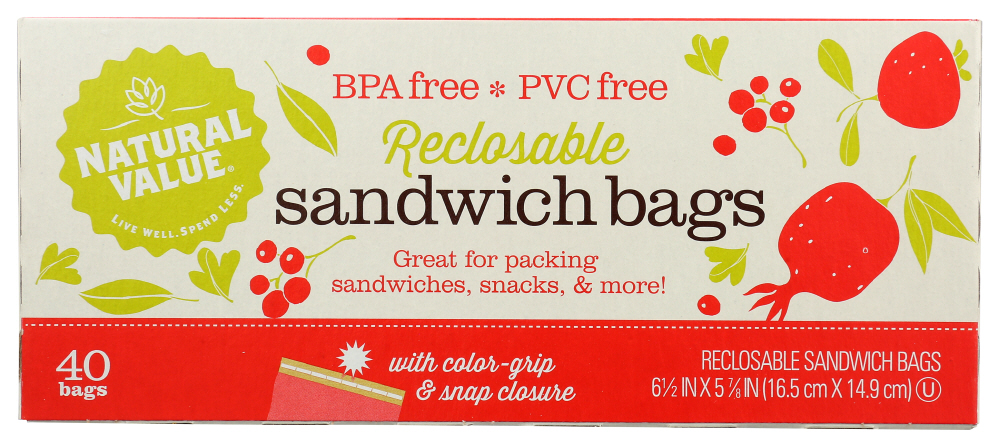 NATURAL
VALUE®
LIVE WELL. SPEND LESS.
BPA free * PVC free
Reclosable
sandwich bags
Great for packing
sandwiches, snacks, & more!
40
bags
with color-grip
& snap closure
RECLOSABLE SANDWICH BAGS
6½ IN X 5 ⅞ IN (16.5 cm X 14.9 cm) Ⓤ